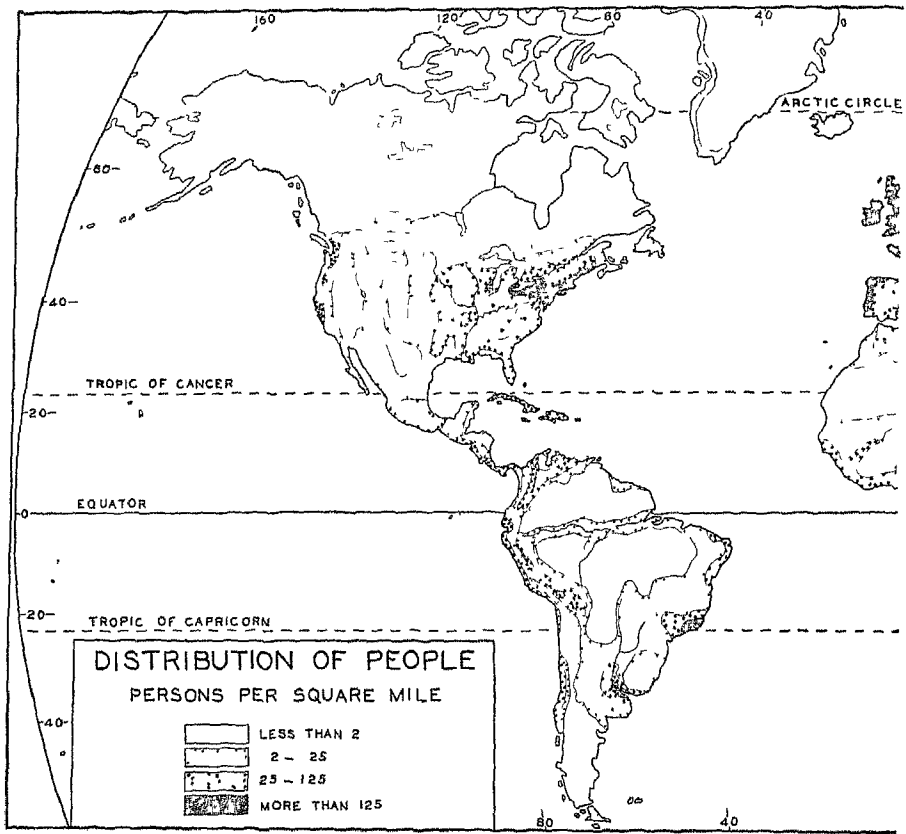 160 120 80 40
ARCTIC CIRCLE
60
40
TROPIC OF CANCER
20
EQUATOR
0
20
TROPIC OF CAPRICORN
DISTRIBUTION OF PEOPLE
PERSONS PER SQUARE MILE
LESS THAN 2
40
2 - 25
25 - 125
MORE THAN 125
80 40